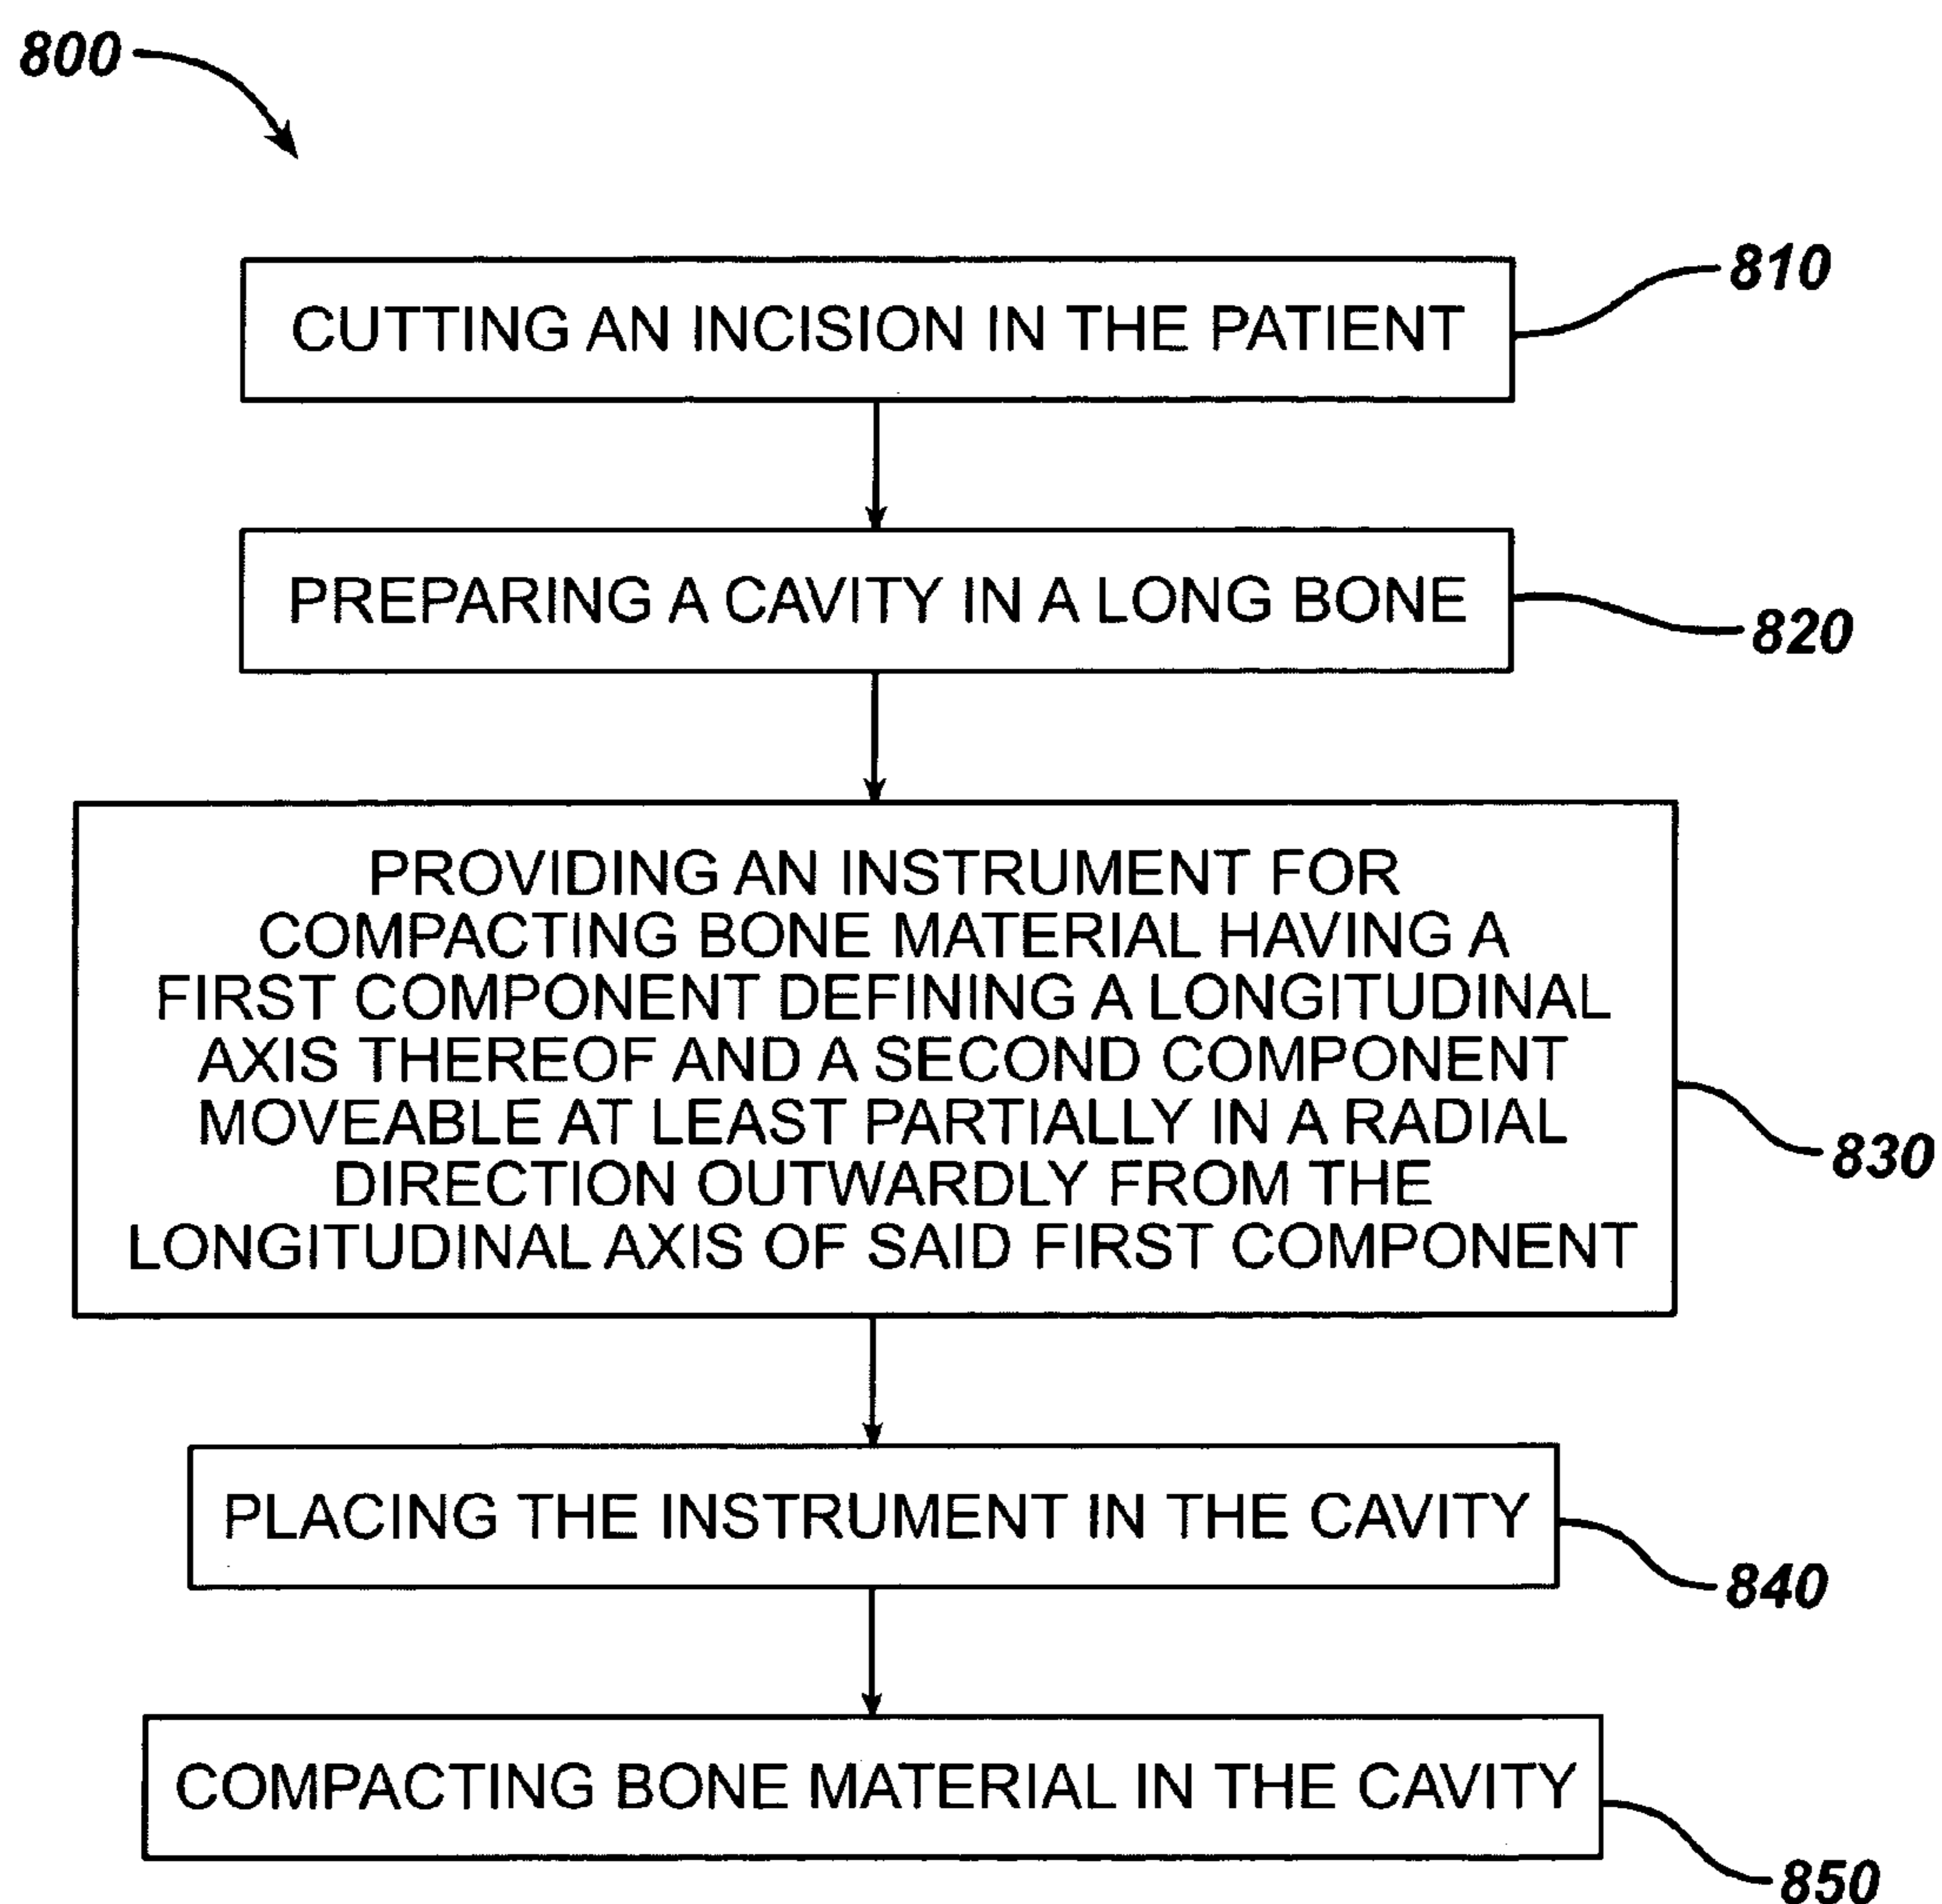 800
CUTTING AN INCISION IN THE PATIENT
810
PREPARING A CAVITY IN A LONG BONE
820
PROVIDING AN INSTRUMENT FOR
COMPACTING BONE MATERIAL HAVING A
FIRST COMPONENT DEFINING A LONGITUDINAL
AXIS THEREOF AND A SECOND COMPONENT
MOVEABLE AT LEAST PARTIALLY IN A RADIAL
DIRECTION OUTWARDLY FROM THE
LONGITUDINAL AXIS OF SAID FIRST COMPONENT
830
PLACING THE INSTRUMENT IN THE CAVITY
840
COMPACTING BONE MATERIAL IN THE CAVITY
850